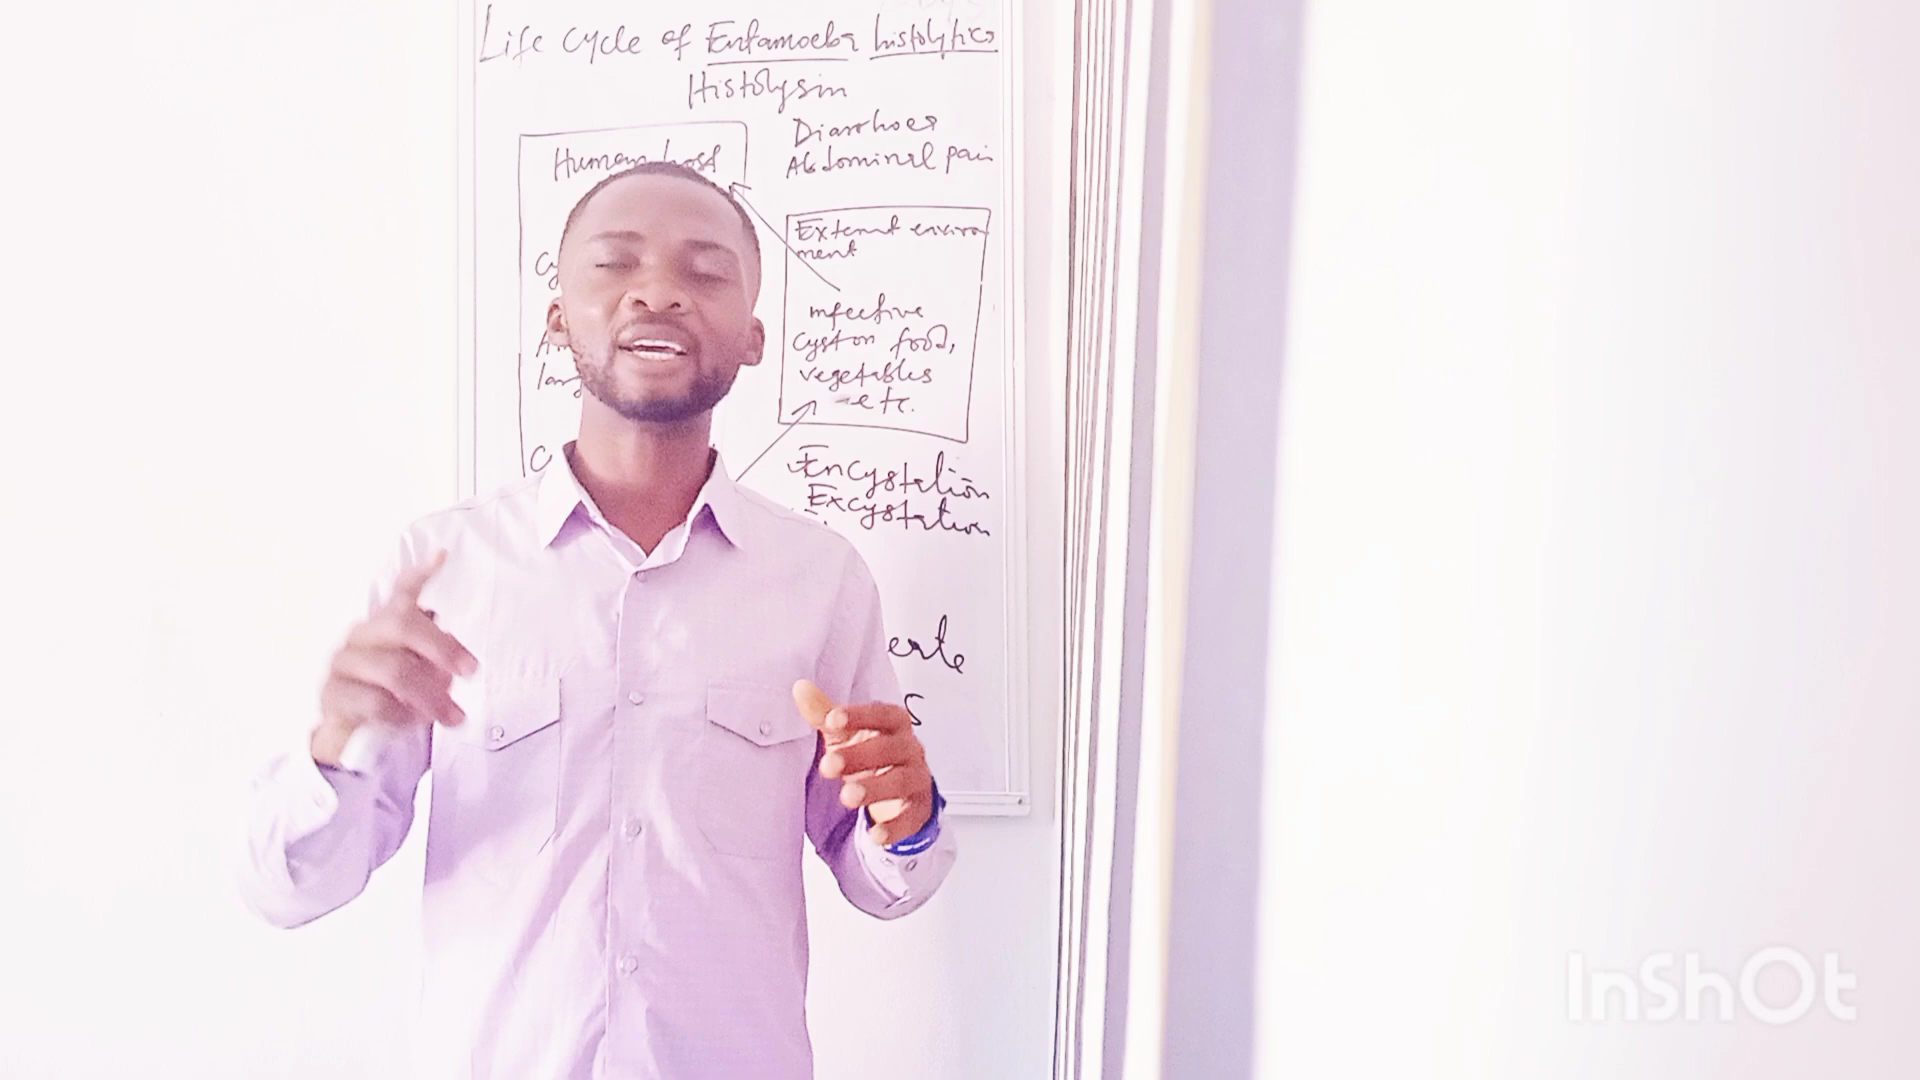 Life cycle of Entamoeba histolytica
Histolysin
Diarrhoea
Abdominal pain
Human host
External environ
ment
infective
cyst on food,
vegetables
etc.
Encystation
Excystation
InShOt